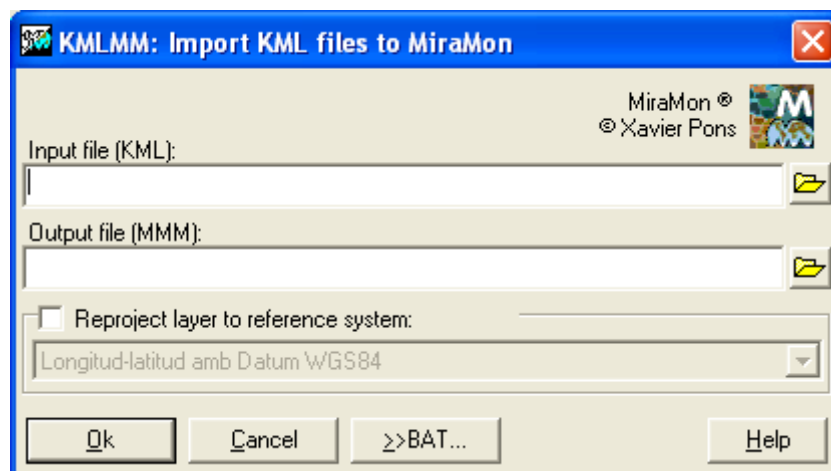 KMLMM: Import KML files to MiraMon
MiraMon ®
© Xavier Pons
Input file (KML):
Output file (MMM):
Reproject layer to reference system:
Longitud-latitud amb Datum WGS84
Ok
Cancel
>>BAT...
Help